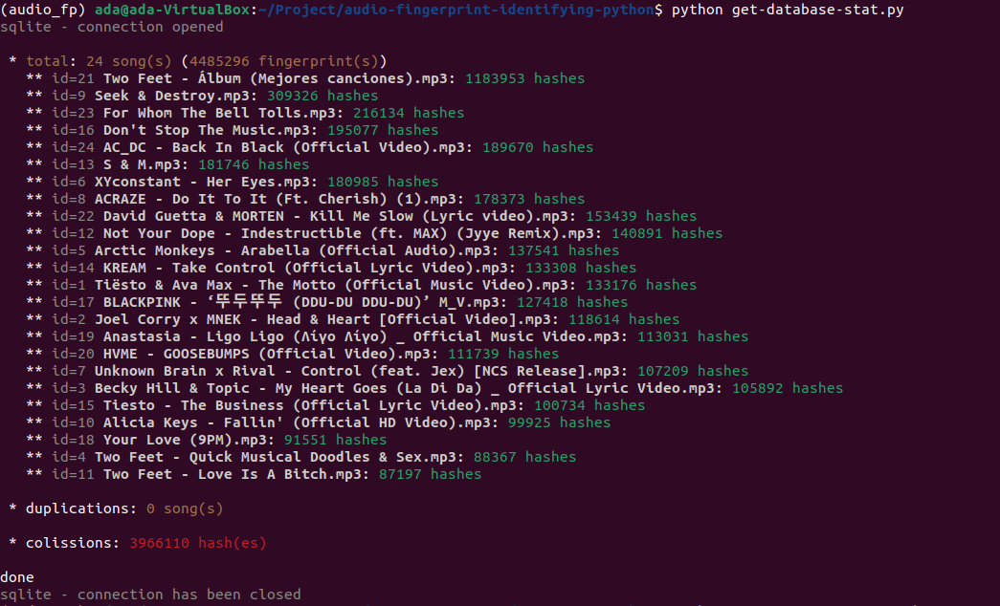 (audio_fp) ada@ada-VirtualBox:~/Project/audio-fingerprint-identifying-python$ python get-database-stat.py
sqlite - connection opened
* total: 24 song(s) (4485296 fingerprint(s))
** id=21 Two Feet - Álbum (Mejores canciones).mp3: 1183953 hashes
** id=9 Seek & Destroy.mp3: 309326 hashes
** id=23 For Whom The Bell Tolls.mp3: 216134 hashes
** id=16 Don't Stop The Music.mp3: 195077 hashes
** id=24 AC_DC - Back In Black (Official Video).mp3: 189670 hashes
** id=13 S & M.mp3: 181746 hashes
** id=6 XYconstant - Her Eyes.mp3: 180985 hashes
** id=8 ACRAZE - Do It To It (Ft. Cherish) (1).mp3: 178373 hashes
** id=22 David Guetta & MORTEN - Kill Me Slow (Lyric video).mp3: 153439 hashes
** id=12 Not Your Dope - Indestructible (ft. MAX) (Jyye Remix).mp3: 140891 hashes
** id=5 Arctic Monkeys - Arabella (Official Audio).mp3: 137541 hashes
** id=14 KREAM - Take Control (Official Lyric Video).mp3: 133308 hashes
** id=1 Tiësto & Ava Max - The Motto (Official Music Video).mp3: 133176 hashes
** id=17 BLACKPINK - ‘뚜두뚜두 (DDU-DU DDU-DU)’ M_V.mp3: 127418 hashes
** id=2 Joel Corry x MNEK - Head & Heart [Official Video].mp3: 118614 hashes
** id=19 Anastasia - Ligo Ligo (Λίγο Λίγο) _ Official Music Video.mp3: 113031 hashes
** id=20 HVME - GOOSEBUMPS (Official Video).mp3: 111739 hashes
** id=7 Unknown Brain x Rival - Control (feat. Jex) [NCS Release].mp3: 107209 hashes
** id=3 Becky Hill & Topic - My Heart Goes (La Di Da) _ Official Lyric Video.mp3: 105892 hashes
** id=15 Tiesto - The Business (Official Lyric Video).mp3: 100734 hashes
** id=10 Alicia Keys - Fallin' (Official HD Video).mp3: 99925 hashes
** id=18 Your Love (9PM).mp3: 91551 hashes
** id=4 Two Feet - Quick Musical Doodles & Sex.mp3: 88367 hashes
** id=11 Two Feet - Love Is A Bitch.mp3: 87197 hashes
* duplications: 0 song(s)
* colissions: 3966110 hash(es)
done
sqlite - connection has been closed